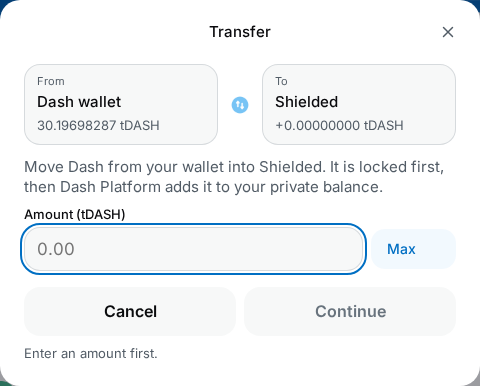 Transfer
From
Dash wallet
30.19698287 tDASH
To
Shielded
+0.00000000 tDASH
Move Dash from your wallet into Shielded. It is locked first,
then Dash Platform adds it to your private balance.
Amount (tDASH)
0.00
Max
Cancel
Continue
Enter an amount first.